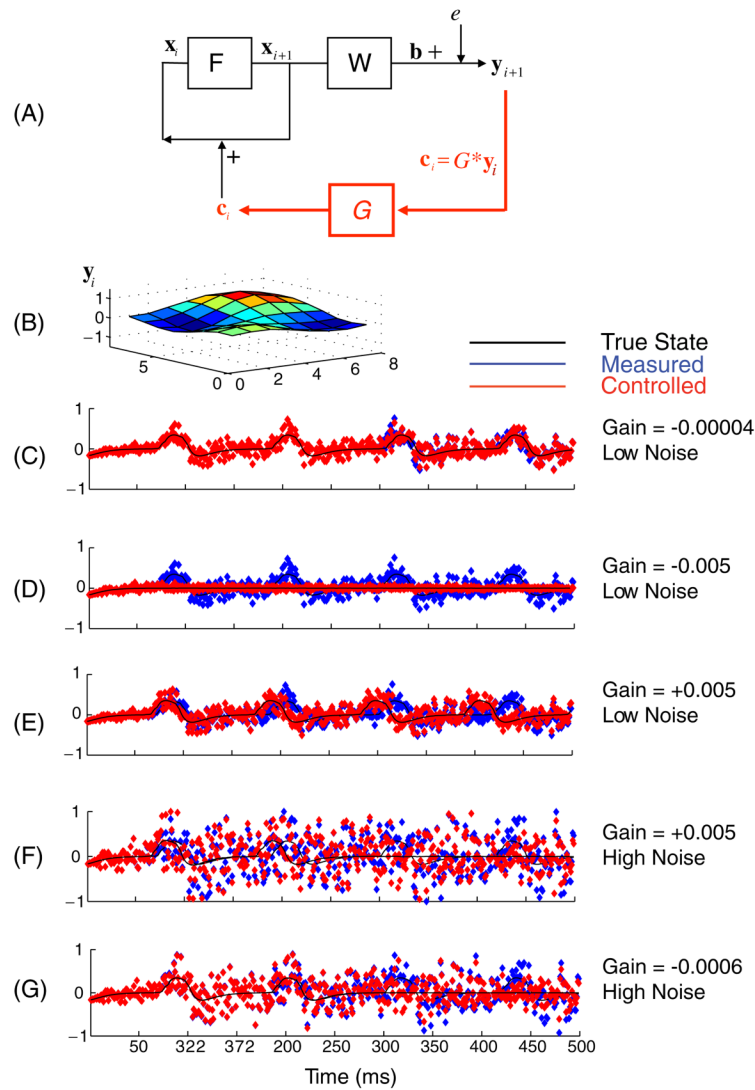 (A)
x_i
F
x_{i+1}
W
b +
e
y_{i+1}
+
c_i = G*y_i
c_i
G
(B)
y_i
1
0
−1
5
0
0
2
4
6
8
True State
Measured
Controlled
(C)
1
0
−1
Gain = -0.00004
Low Noise
(D)
1
0
−1
Gain = -0.005
Low Noise
(E)
1
0
−1
Gain = +0.005
Low Noise
(F)
1
0
−1
Gain = +0.005
High Noise
(G)
1
0
−1
Gain = -0.0006
High Noise
50 322 372 200 300 350 400 450 500
Time (ms)